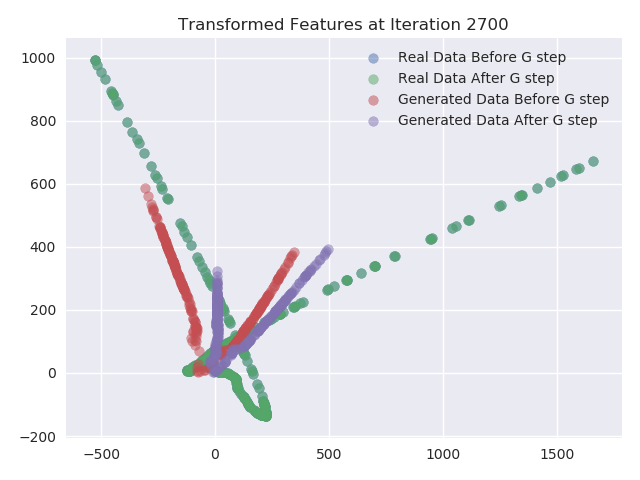 Transformed Features at Iteration 2700
Real Data Before G step
Real Data After G step
Generated Data Before G step
Generated Data After G step
1000
800
600
400
200
0
−200
−500
0
500
1000
1500